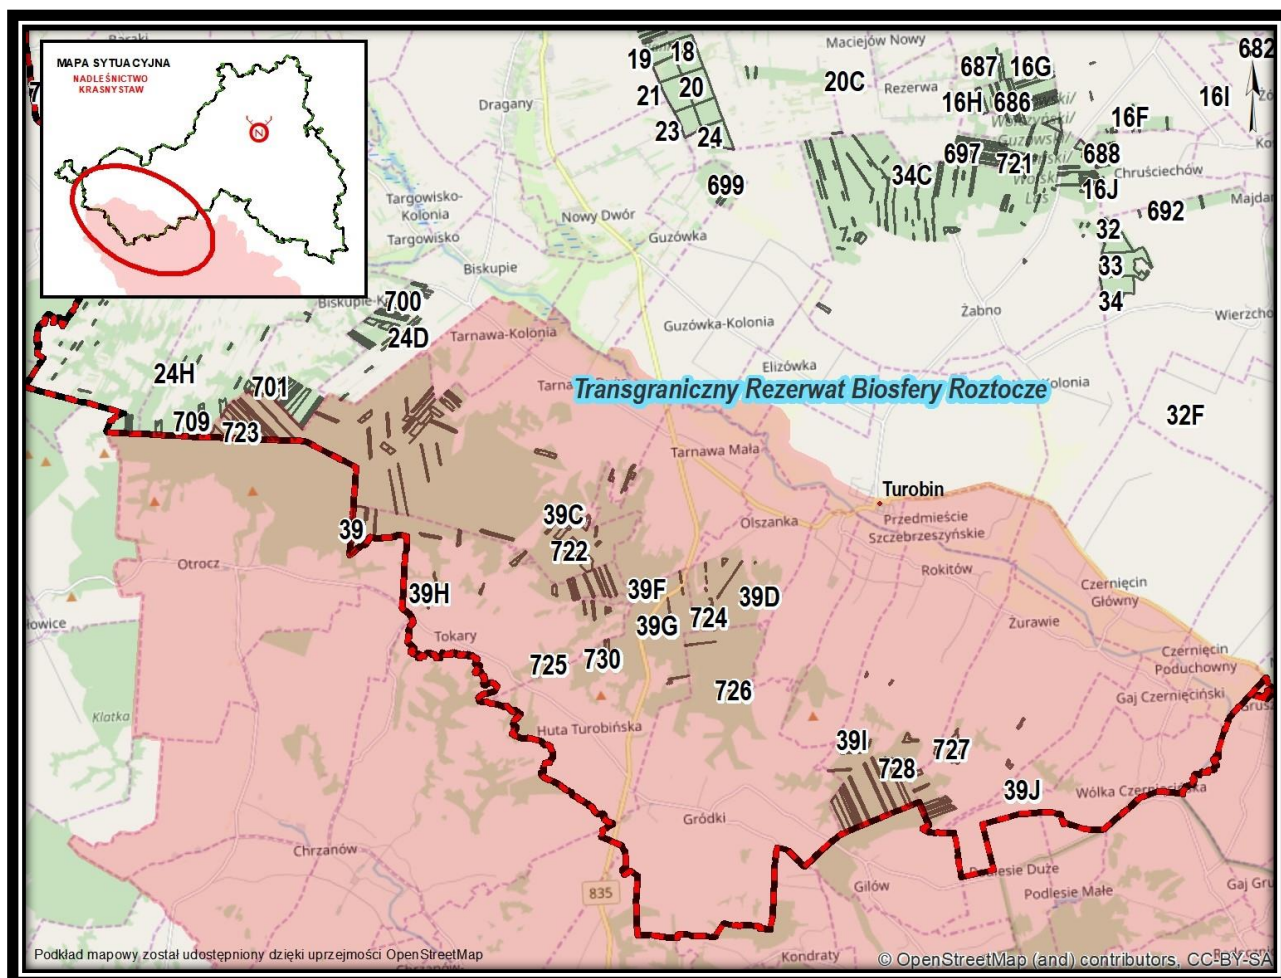 MAPA SYTUACYJNA
NADLEŚNICTWO
KRASNYSTAW
N
Dragany
Maciejów Nowy
Rezerwa
19
18
20
21
23
24
20C
687
16G
16H
686
682
16I
16F
699
34C
697
721
688
16J
Chruściechów
Las
692
32
33
34
Targowisko-
Kolonia
Targowisko
Nowy Dwór
Guzówka
Biskupie
700
24D
Tarnawa-Kolonia
Guzówka-Kolonia
Żabno
Elizówka
24H
701
Transgraniczny Rezerwat Biosfery Roztocze
32F
709
723
Tarnawa Mała
Turobin
39
39C
722
Olszanka
Przedmieście
Szczebrzeszyńskie
Rokitów
Otrocz
39H
39F
39D
39G
724
Czernięcin
Główny
Żurawie
Tokary
725
730
726
Czernięcin
Poduchowny
Gaj Czernięciński
Klatka
Huta Turobińska
39I
728
727
39J
Gródki
Chrzanów
835
Podlesie Duże
Gilów
Podlesie Małe
Kondraty
Podkład mapowy został udostępniony dzięki uprzejmości OpenStreetMap
© OpenStreetMap (and) contributors, CC-BY-SA